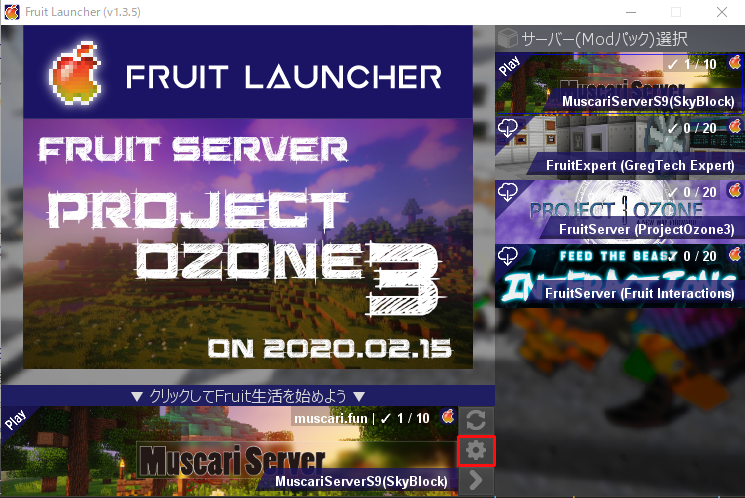 Fruit Launcher (v1.3.5)
FRUIT LAUNCHER
FRUIT SERVER
PROJECT
OZONE
3
ON 2020.02.15
▼ クリックしてFruit生活を始めよう ▼
Play
muscari.fun | ✓ 1 / 10
Muscari Server
MuscariServerS9(SkyBlock)
サーバー(Modパック)選択
Play
✓ 1 / 10
Muscari Server
MuscariServerS9(SkyBlock)
✓ 0 / 20
FruitExpert (GregTech Expert)
✓ 0 / 20
PROJECT 3 OZONE
FruitServer (ProjectOzone3)
✓ 0 / 20
FEED THE BEAST
INTERACTIONS
FruitServer (Fruit Interactions)